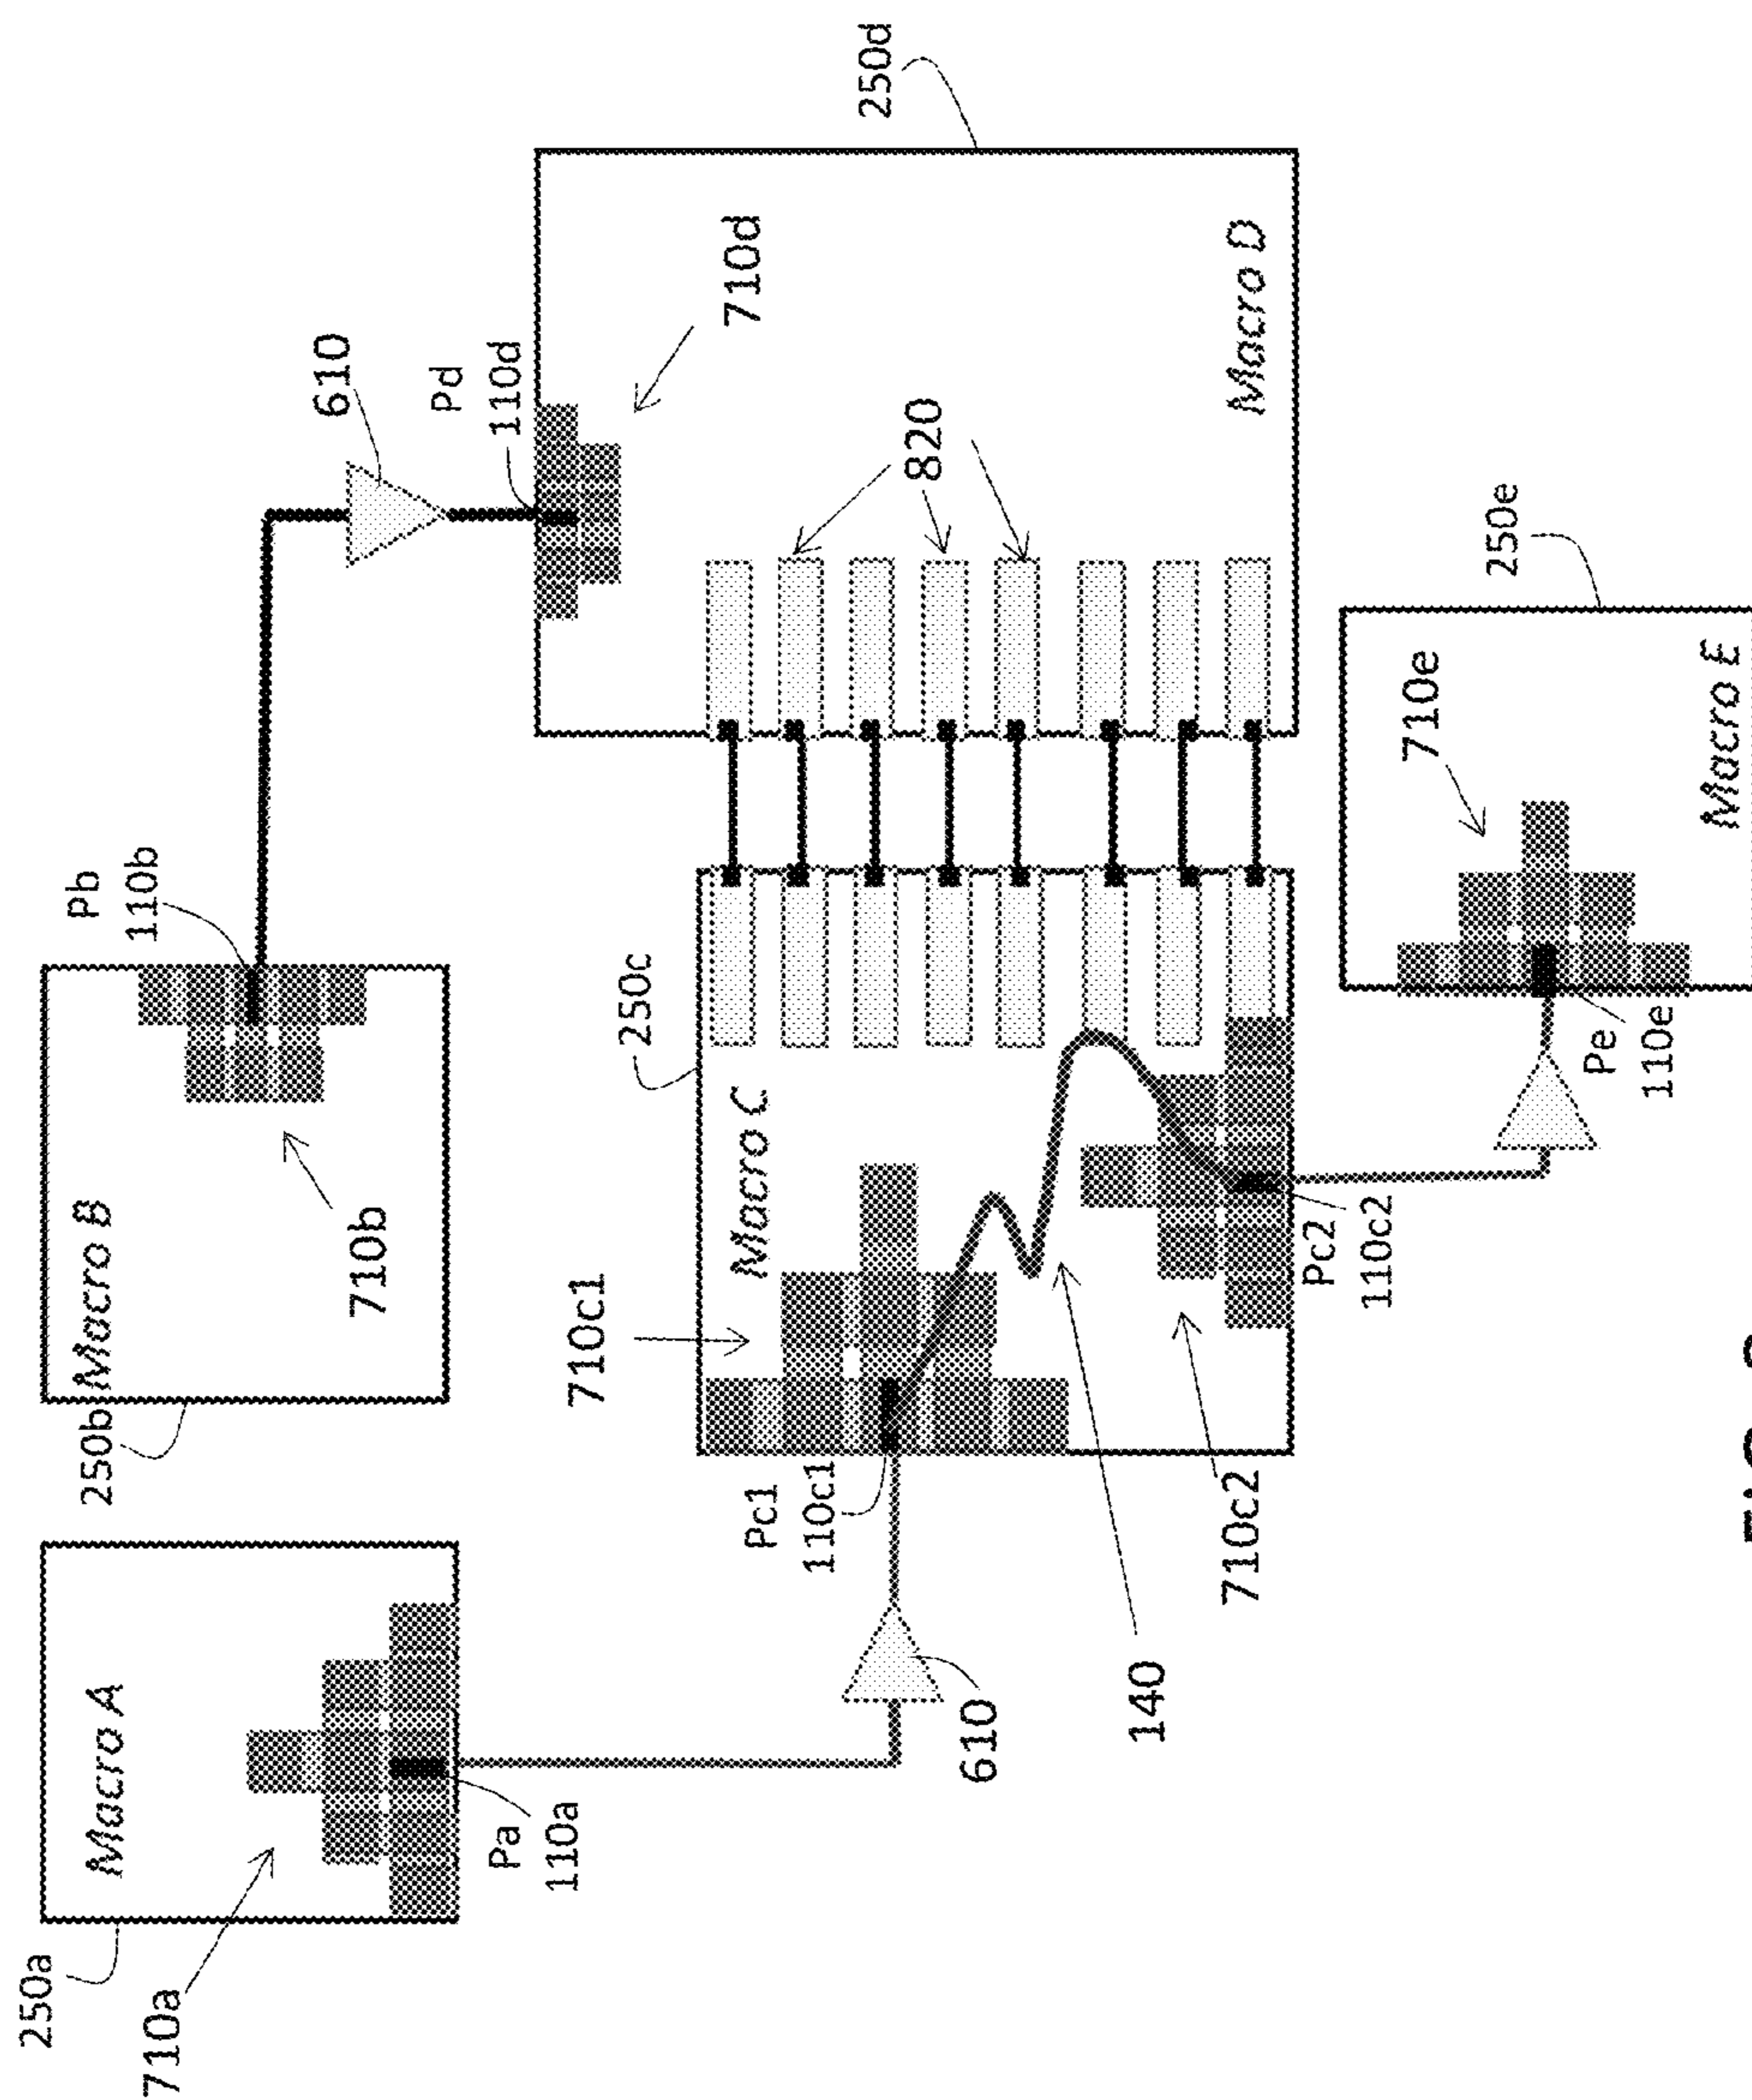 250a
Macro A
710a
Pa
110a
250b
Macro B
710b
Pb
110b
610
Pd
110d
250d
710d
820
Macro D
250c
Macro C
710c1
Pc1
110c1
610
140
710c2
Pc2
110c2
250e
710e
Macro E
Pe
110e